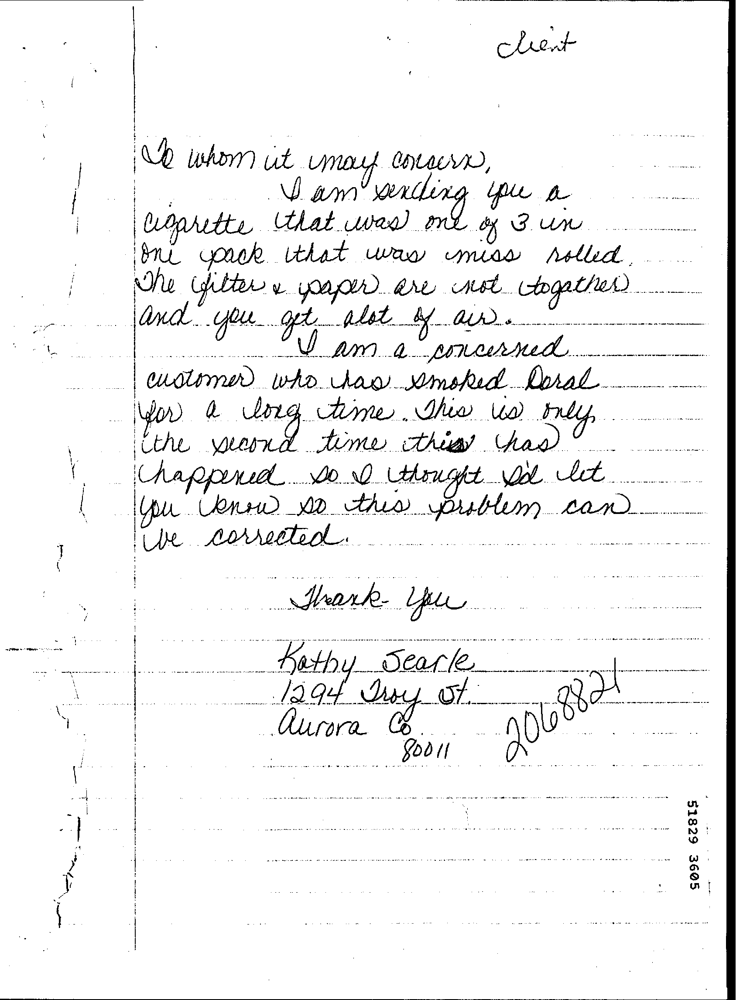 client
To whom it may concern,
I am sending you a
cigarette that was one of 3 in
one pack that was miss rolled.
The filter & paper are not togather
and you get alot of air.
I am a concerned
customer who has smoked Doral
for a long time. This is only
the second time this has
happened so I thought I'd let
you know so this problem can
be corrected.
Thank You
Kathy Searle
1294 Troy St.
Aurora Co
80011
2068821
51829 3605